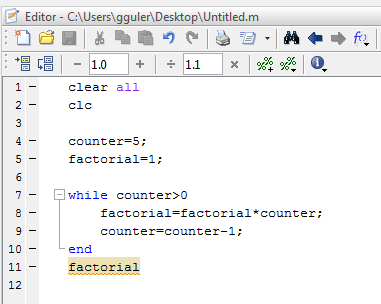 Editor - C:\Users\gguler\Desktop\Untitled.m
− 1.0 + ÷ 1.1 ×
1 − clear all
2 − clc
3
4 − counter=5;
5 − factorial=1;
6
7 − while counter>0
8 − factorial=factorial*counter;
9 − counter=counter-1;
10 − end
11 − factorial
12